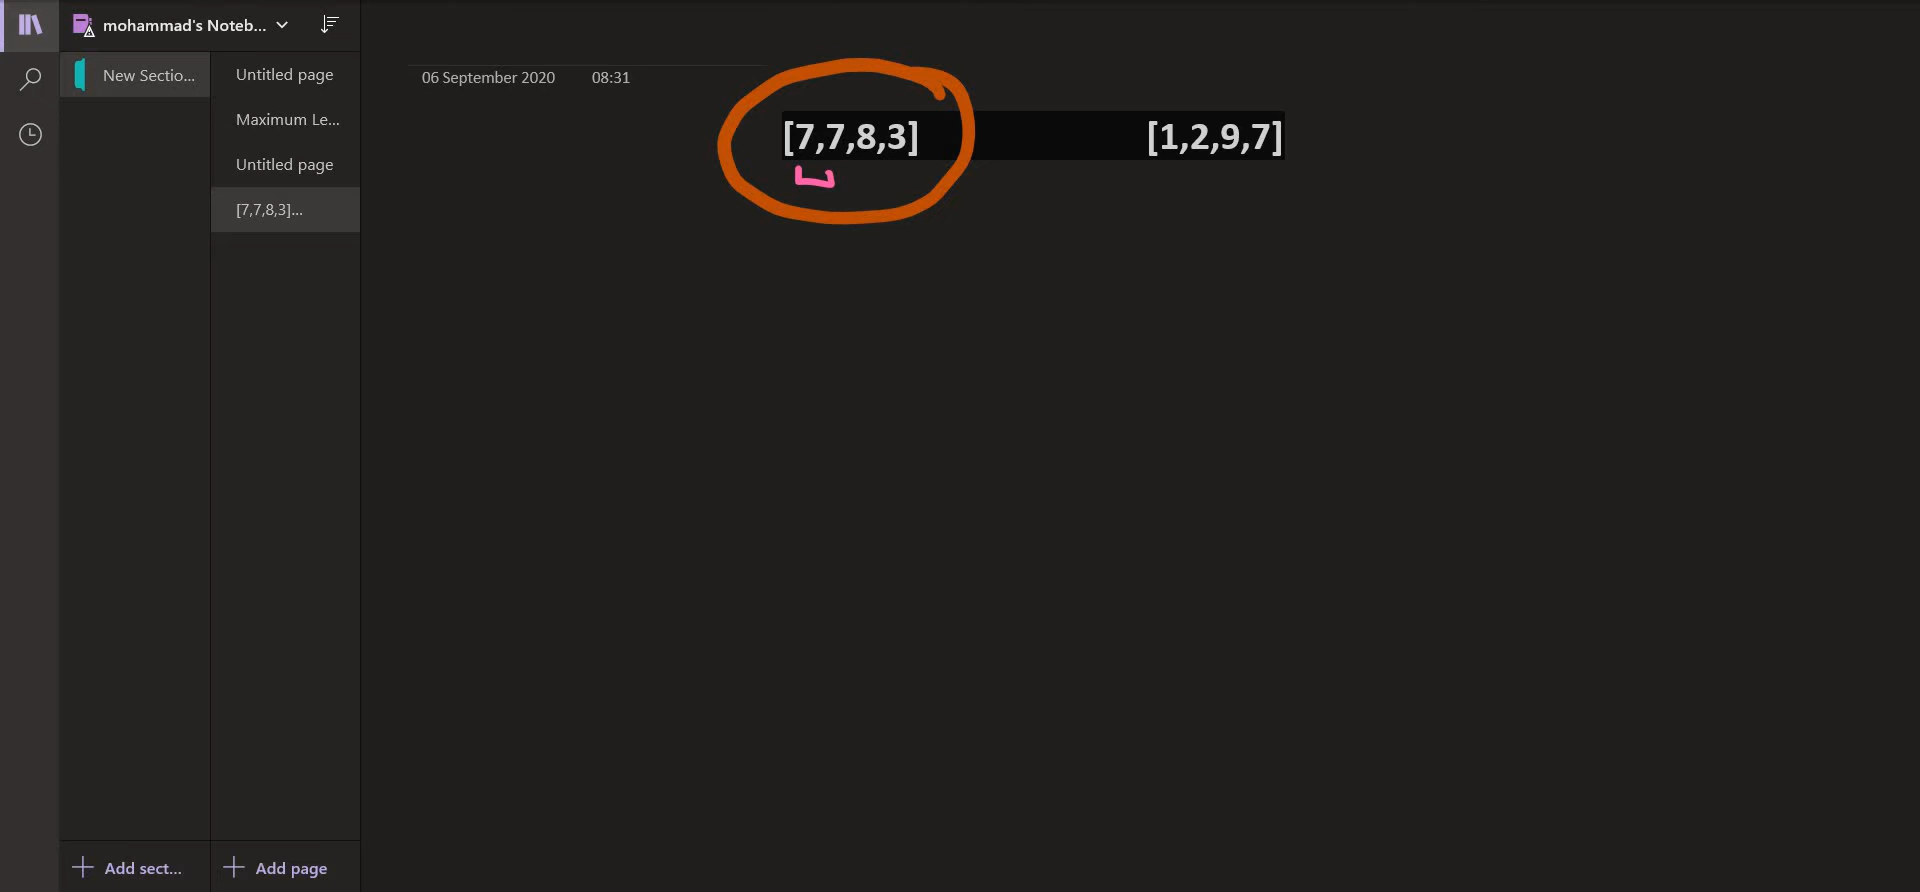 mohammad's Noteb...
New Sectio...
Untitled page
Maximum Le...
Untitled page
[7,7,8,3]...
Add sect...
Add page
06 September 2020 08:31
[7,7,8,3] [1,2,9,7]